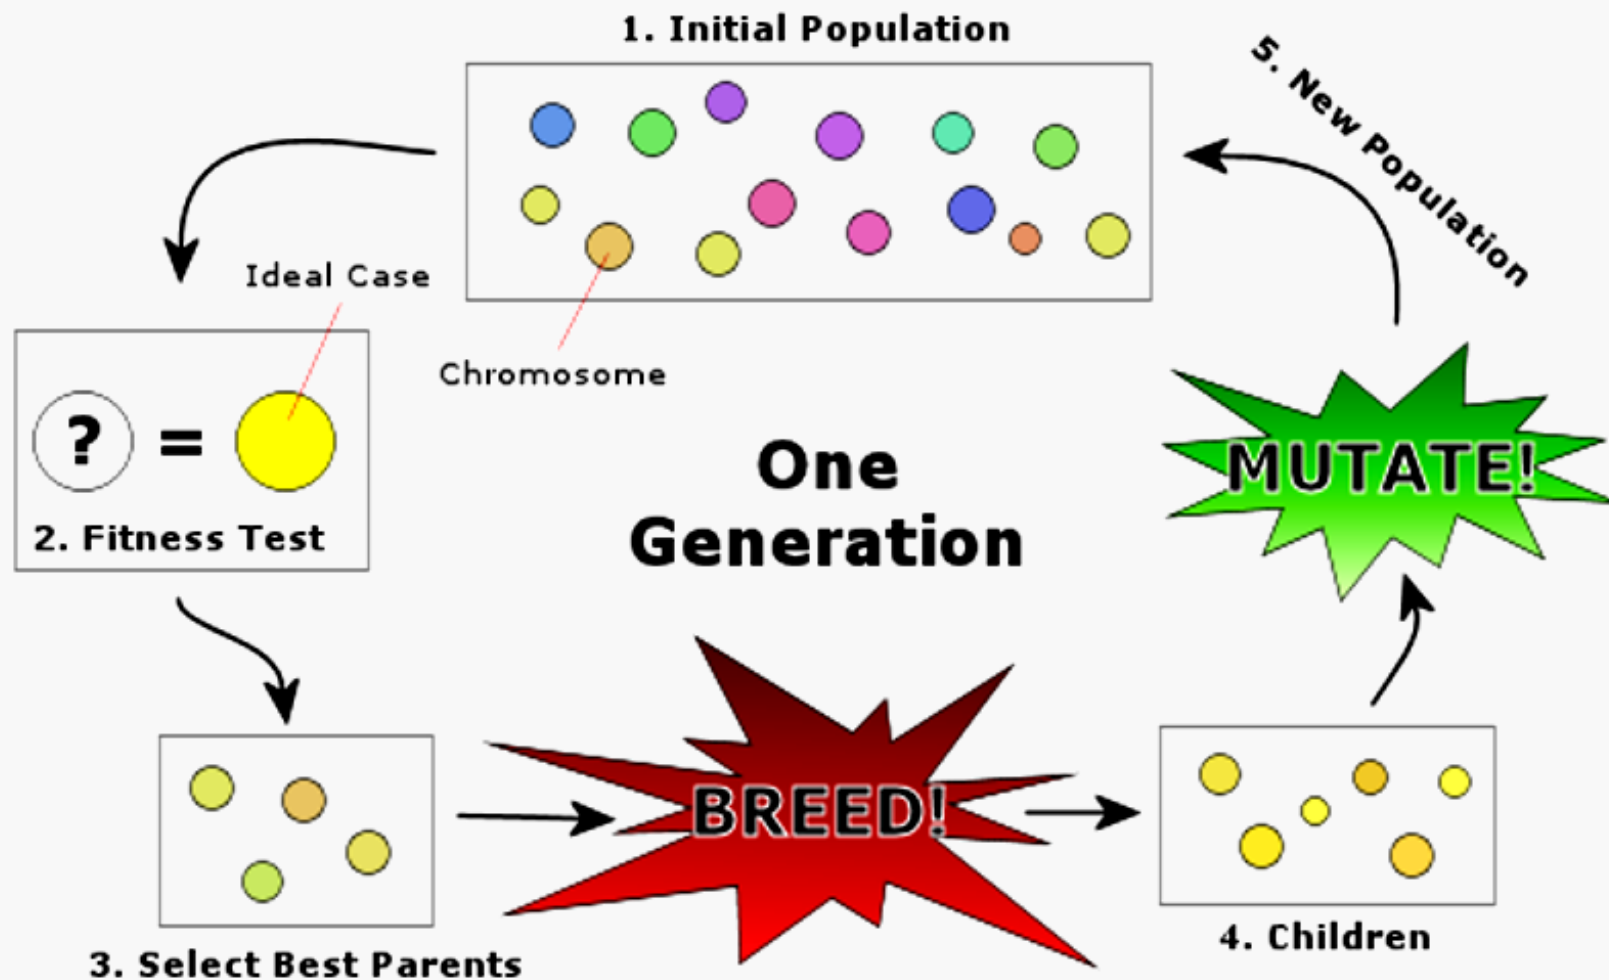 1. Initial Population
5. New Population
Ideal Case
Chromosome
? =
2. Fitness Test
One
Generation
MUTATE!
BREED!
3. Select Best Parents
4. Children